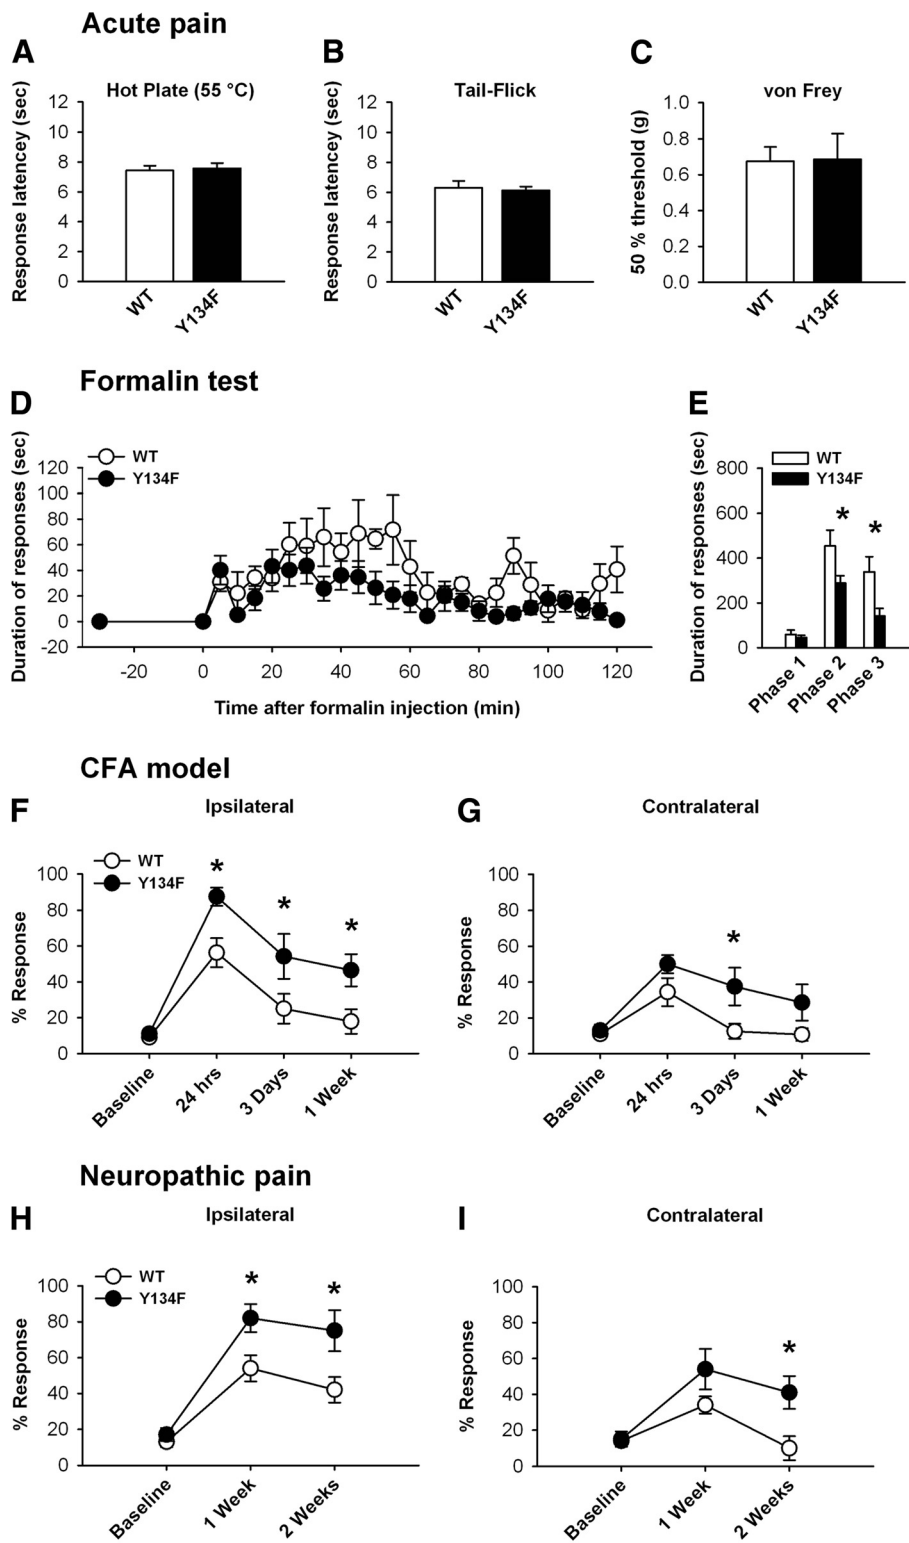 Acute pain
A
B
C
Hot Plate (55 °C)
Tail-Flick
von Frey
Response latencey (sec)
12
10
8
6
4
2
0
WT
Y134F
Response latencey (sec)
12
10
8
6
4
2
0
WT
Y134F
50 % threshold (g)
1.0
0.8
0.6
0.4
0.2
0.0
WT
Y134F
Formalin test
D
Duration of responses (sec)
WT
Y134F
120
100
80
60
40
20
0
-20
-20 0 20 40 60 80 100 120
Time after formalin injection (min)
E
Duration of responses (sec)
WT
Y134F
800
600
400
200
0
* *
Phase 1
Phase 2
Phase 3
CFA model
F
Ipsilateral
% Response
WT
Y134F
100
80
60
40
20
0
* * *
Baseline
24 hrs
3 Days
1 Week
G
Contralateral
% Response
100
80
60
40
20
0
*
Baseline
24 hrs
3 Days
1 Week
Neuropathic pain
H
Ipsilateral
% Response
WT
Y134F
100
80
60
40
20
0
* *
Baseline
1 Week
2 Weeks
I
Contralateral
% Response
100
80
60
40
20
0
*
Baseline
1 Week
2 Weeks